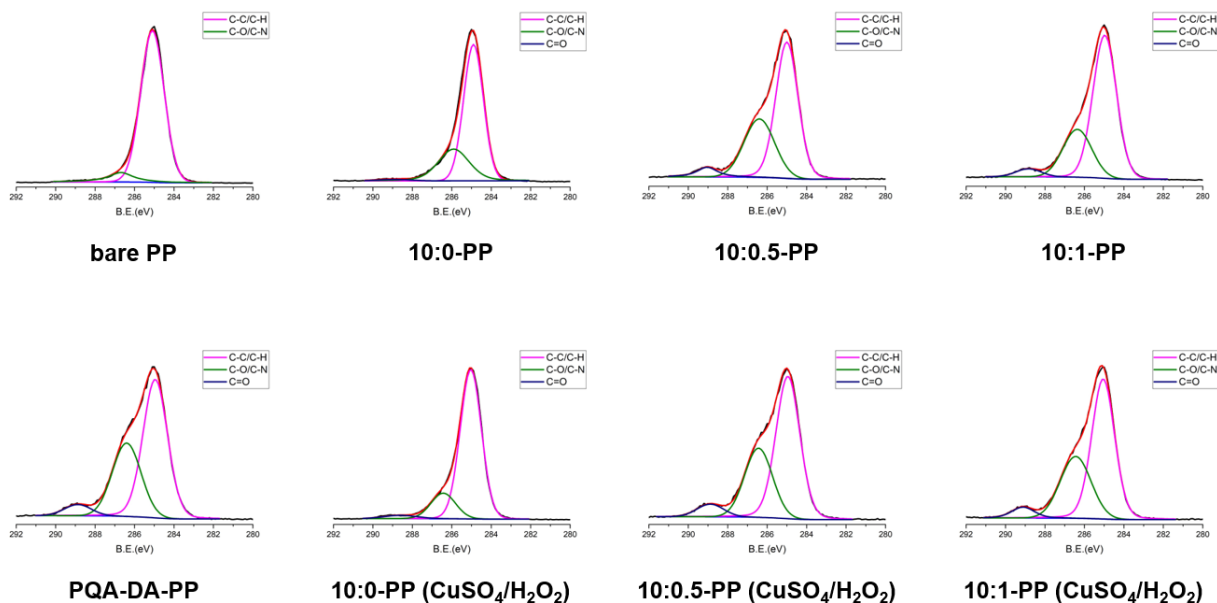 C-C/C-H
C-O/C-N
292 290 288 286 284 282 280
B.E.(eV)
bare PP
C-C/C-H
C-O/C-N
C=O
292 290 288 286 284 282 280
B.E.(eV)
10:0-PP
C-C/C-H
C-O/C-N
C=O
292 290 288 286 284 282 280
B.E.(eV)
10:0.5-PP
C-C/C-H
C-O/C-N
C=O
292 290 288 286 284 282 280
B.E.(eV)
10:1-PP
C-C/C-H
C-O/C-N
C=O
292 290 288 286 284 282 280
B.E.(eV)
PQA-DA-PP
C-C/C-H
C-O/C-N
C=O
292 290 288 286 284 282 280
B.E.(eV)
10:0-PP (CuSO₄/H₂O₂)
C-C/C-H
C-O/C-N
C=O
292 290 288 286 284 282 280
B.E.(eV)
10:0.5-PP (CuSO₄/H₂O₂)
C-C/C-H
C-O/C-N
C=O
292 290 288 286 284 282 280
B.E.(eV)
10:1-PP (CuSO₄/H₂O₂)